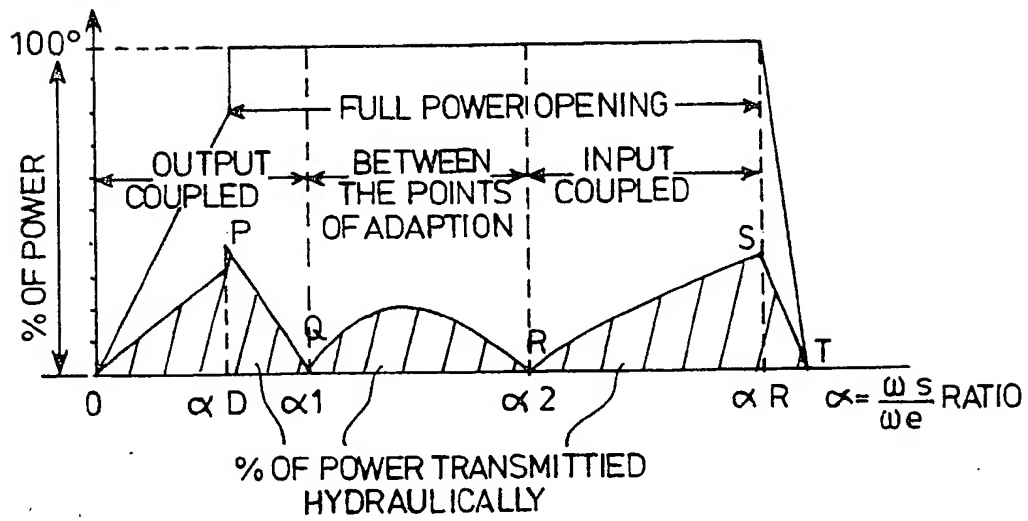 100°
% OF POWER
FULL POWER OPENING
OUTPUT
COUPLED
BETWEEN
THE POINTS
OF ADAPTION
INPUT
COUPLED
P
Q
R
S
T
0
α D
α1
α2
α R
α = ωs/ωe RATIO
% OF POWER TRANSMITTIED
HYDRAULICALLY